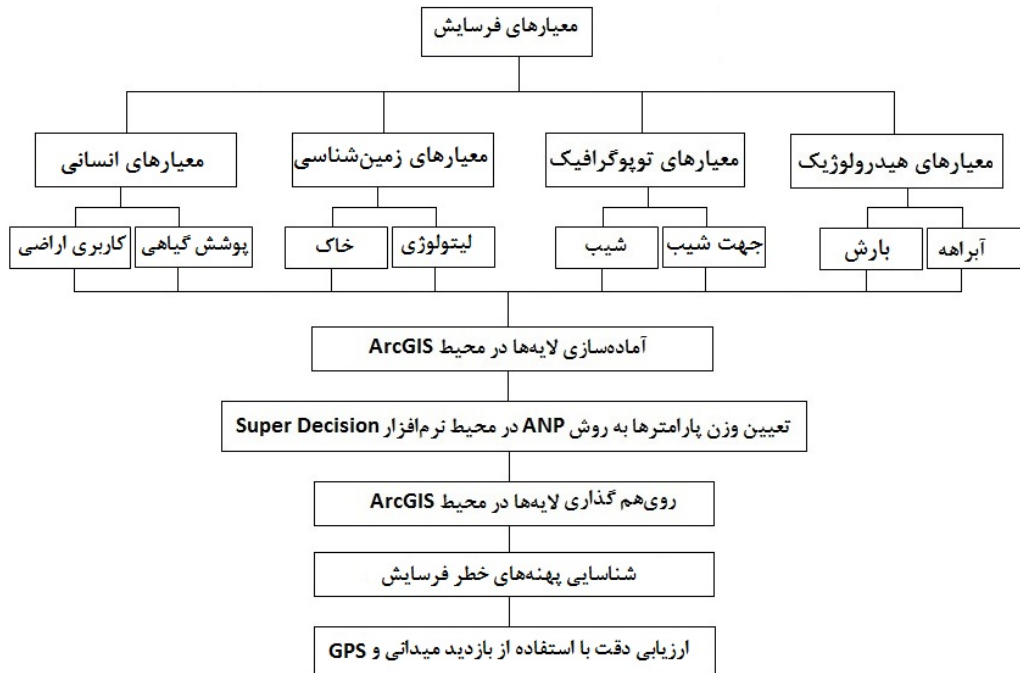 معیارهای فرسایش
معیارهای هیدرولوژیک
معیارهای توپوگرافیک
معیارهای زمین‌شناسی
معیارهای انسانی
آبراهه
بارش
جهت شیب
شیب
لیتولوژی
خاک
پوشش گیاهی
کاربری اراضی
آماده‌سازی لایه‌ها در محیط ArcGIS
تعیین وزن پارامترها به روش ANP در محیط نرم‌افزار Super Decision
روی‌هم گذاری لایه‌ها در محیط ArcGIS
شناسایی پهنه‌های خطر فرسایش
ارزیابی دقت با استفاده از بازدید میدانی و GPS